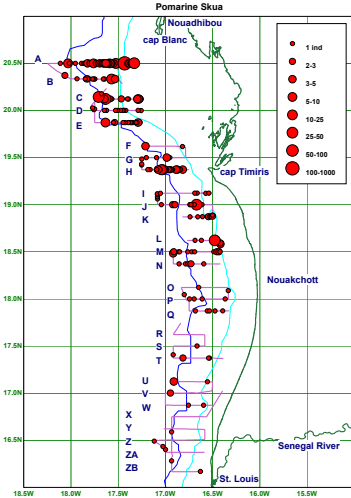 Pomarine Skua
Nouadhibou
cap Blanc
1 ind
2-3
3-5
5-10
10-25
25-50
50-100
100-1000
20.5N
A
B
C
20.0N
D
E
F
19.5N
G
H
cap Timiris
I
19.0N
J
K
L
18.5N
M
N
Nouakchott
O
18.0N
P
Q
R
17.5N
S
T
U
17.0N
V
W
X
Y
16.5N
Z
Senegal River
ZA
ZB
St. Louis
18.5W 18.0W 17.5W 17.0W 16.5W 16.0W 15.5W 15.0W